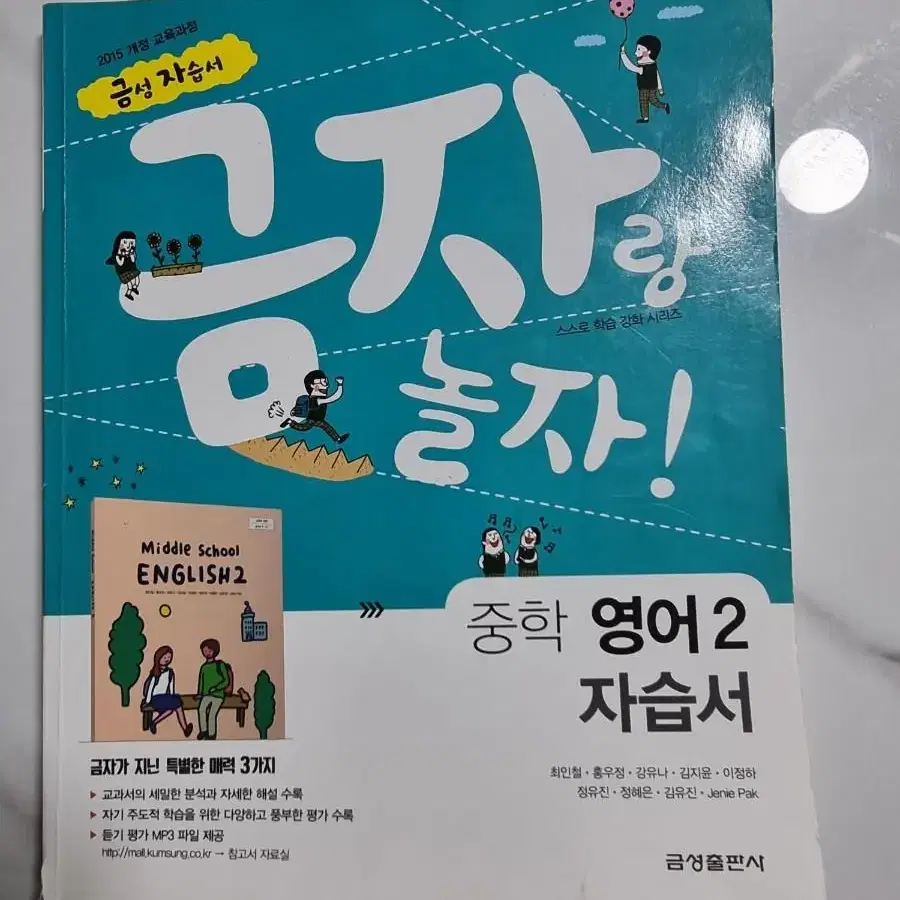 2015 개정 교육과정
금성 자습서
금자랑
스스로 학습 강화 시리즈
놀자!
Middle School
ENGLISH 2
중학 영어 2
자습서
금자가 지닌 특별한 매력 3가지
▶ 교과서의 세밀한 분석과 자세한 해설 수록
▶ 자기 주도적 학습을 위한 다양하고 풍부한 평가 수록
▶ 듣기 평가 MP3 파일 제공
http://mall.kumsung.co.kr → 참고서 자료실
최인철·홍우정·강유나·김지윤·이정하
정유진·정혜은·김유진·Jenie Pak
금성출판사